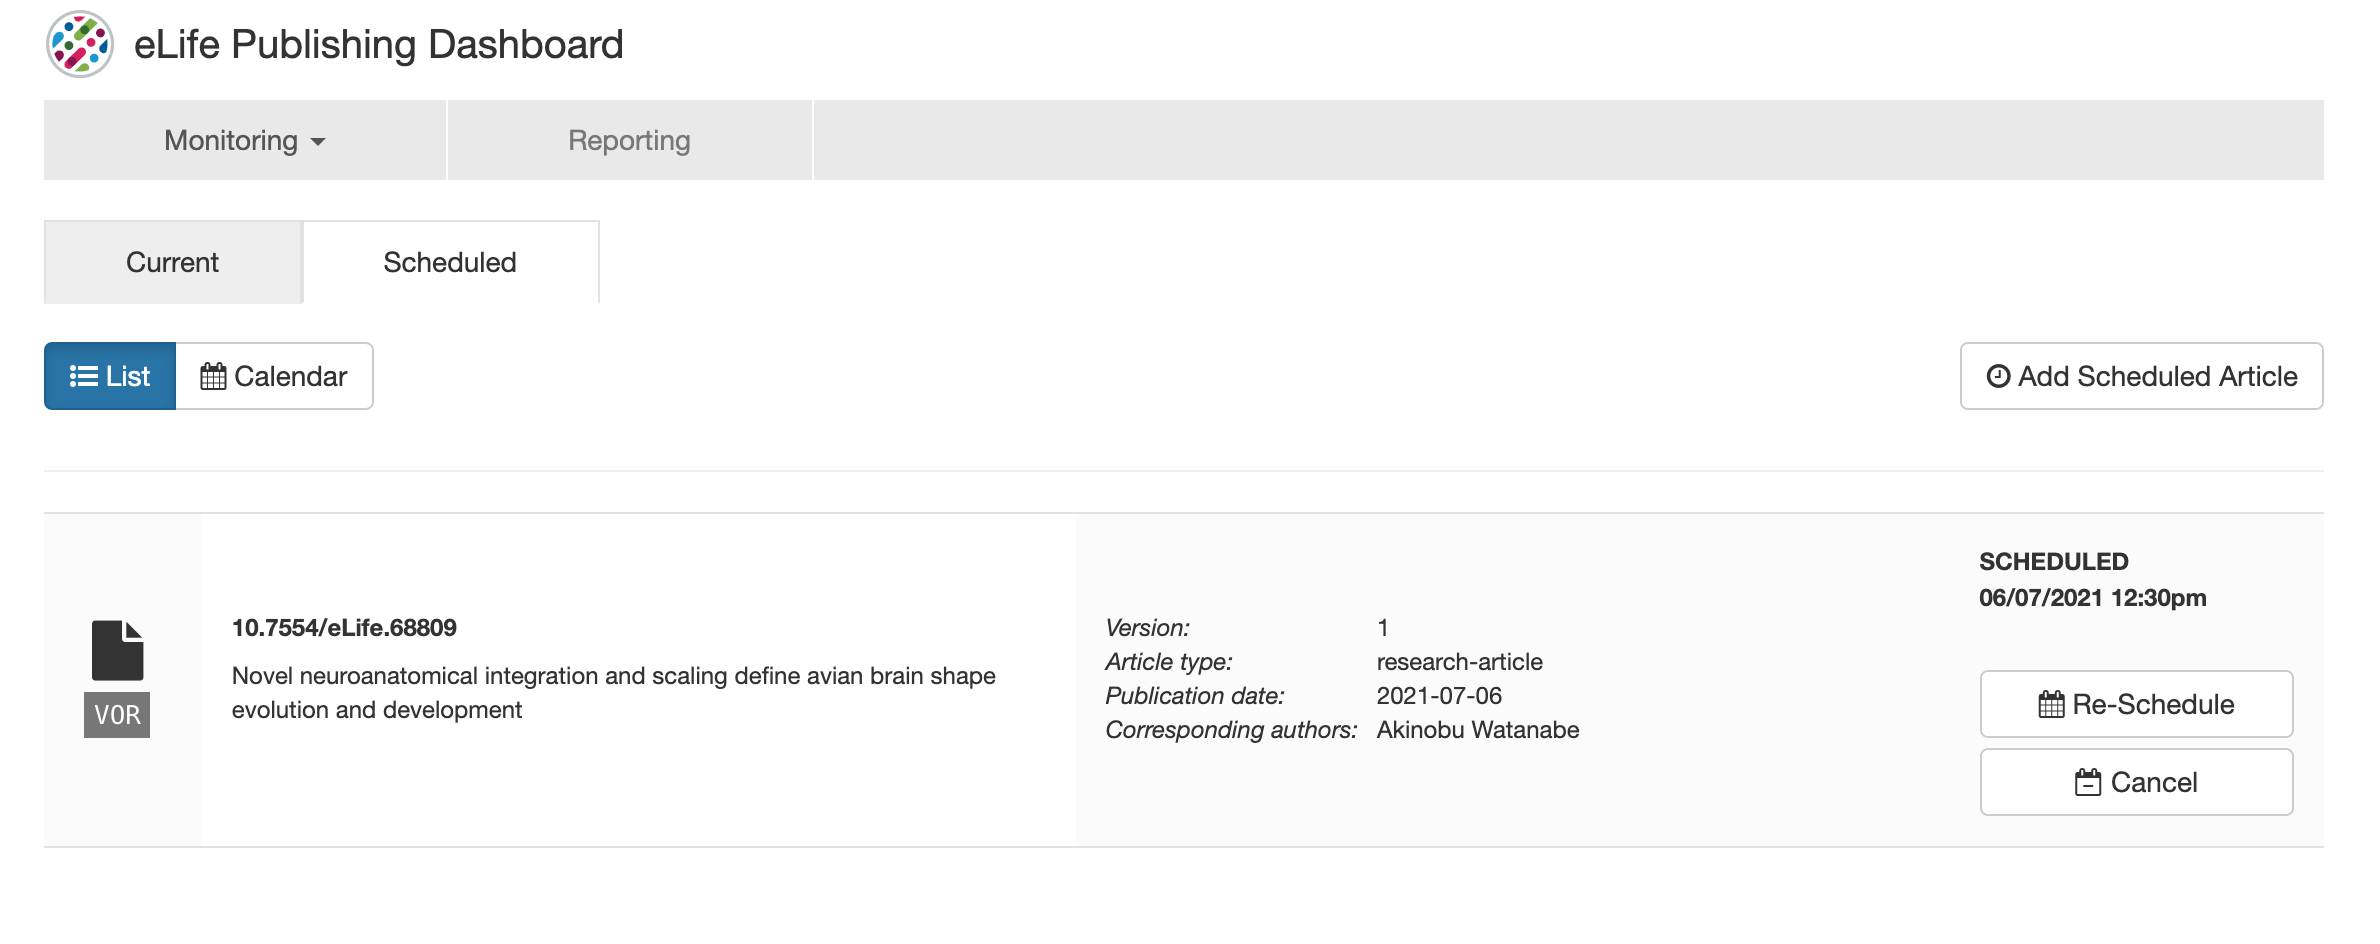 eLife Publishing Dashboard
Monitoring
Reporting
Current
Scheduled
List
Calendar
Add Scheduled Article
VOR
10.7554/eLife.68809
Novel neuroanatomical integration and scaling define avian brain shape
evolution and development
Version: 1
Article type: research-article
Publication date: 2021-07-06
Corresponding authors: Akinobu Watanabe
SCHEDULED
06/07/2021 12:30pm
Re-Schedule
Cancel